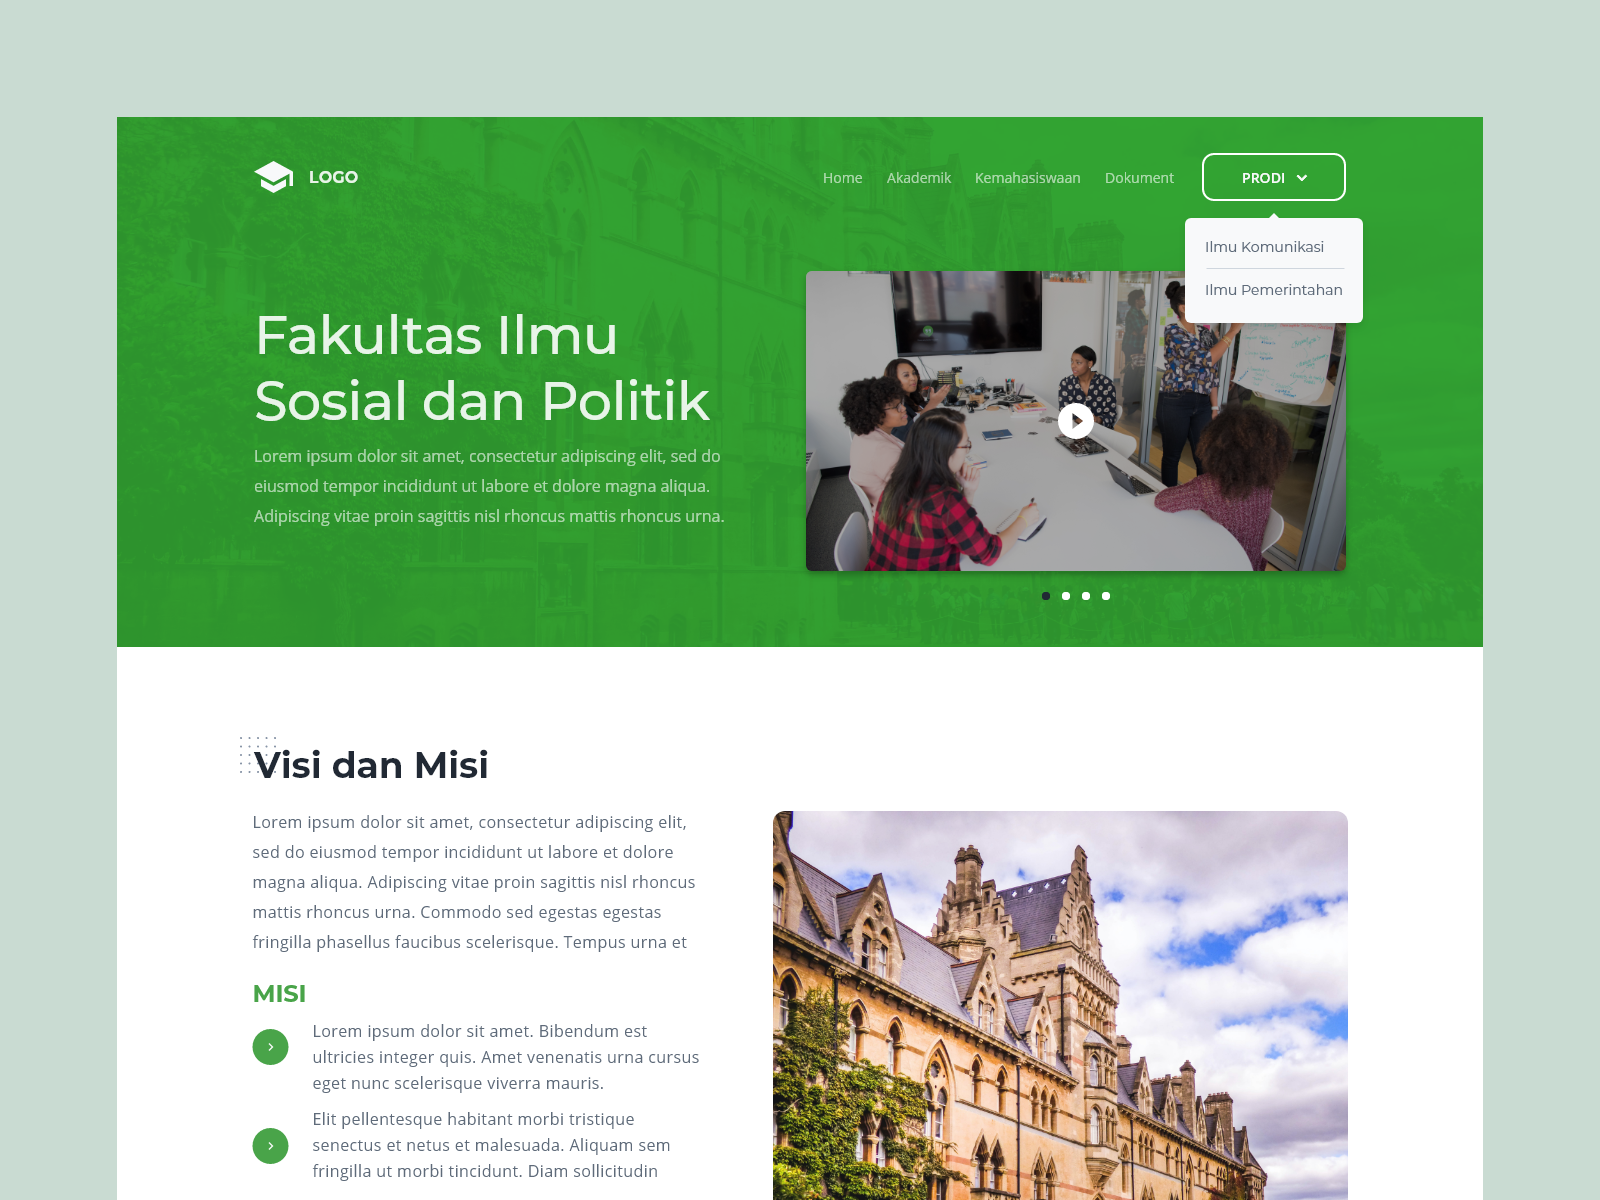 LOGO
Home
Akademik
Kemahasiswaan
Dokument
PRODI
Ilmu Komunikasi
Ilmu Pemerintahan
Fakultas Ilmu
Sosial dan Politik
Lorem ipsum dolor sit amet, consectetur adipiscing elit, sed do
eiusmod tempor incididunt ut labore et dolore magna aliqua.
Adipiscing vitae proin sagittis nisl rhoncus mattis rhoncus urna.
Visi dan Misi
Lorem ipsum dolor sit amet, consectetur adipiscing elit,
sed do eiusmod tempor incididunt ut labore et dolore
magna aliqua. Adipiscing vitae proin sagittis nisl rhoncus
mattis rhoncus urna. Commodo sed egestas egestas
fringilla phasellus faucibus scelerisque. Tempus urna et
MISI
Lorem ipsum dolor sit amet. Bibendum est
ultricies integer quis. Amet venenatis urna cursus
eget nunc scelerisque viverra mauris.
Elit pellentesque habitant morbi tristique
senectus et netus et malesuada. Aliquam sem
fringilla ut morbi tincidunt. Diam sollicitudin